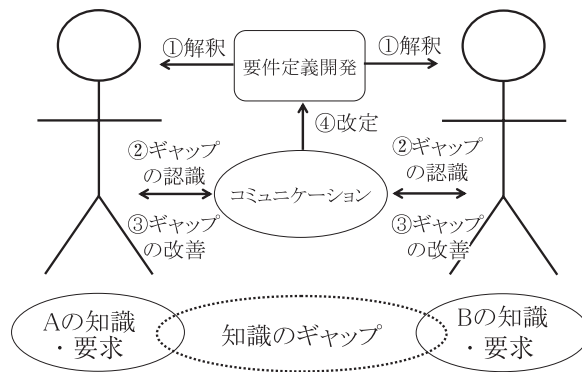 ①解釈
要件定義開発
①解釈
④改定
②ギャップ
の認識
コミュニケーション
②ギャップ
の認識
③ギャップ
の改善
③ギャップ
の改善
Aの知識
・要求
知識のギャップ
Bの知識
・要求